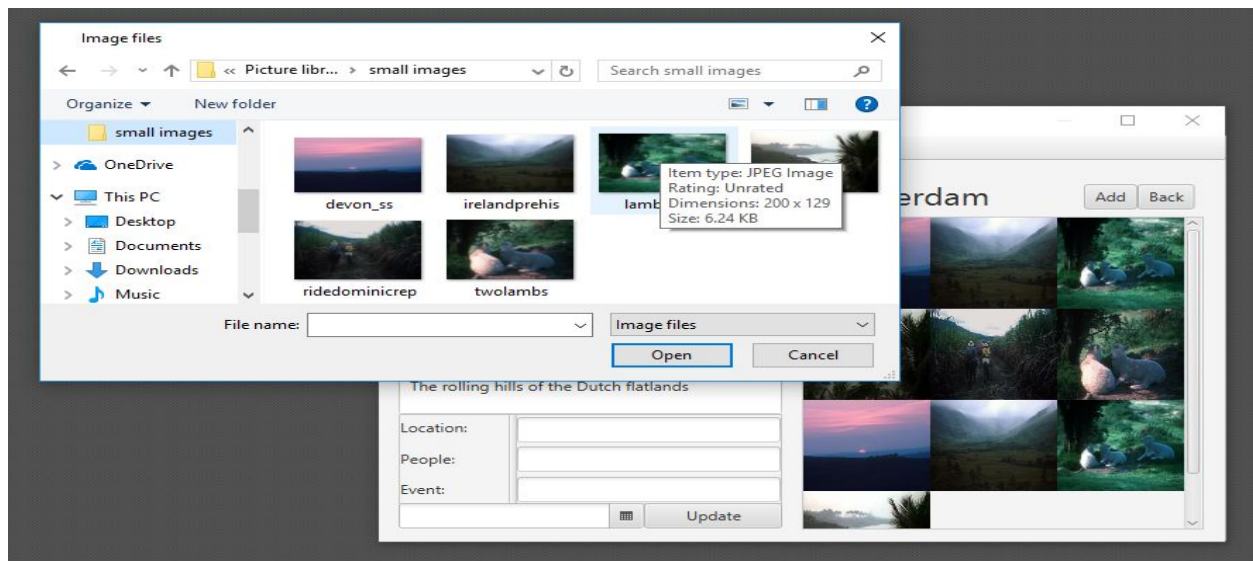 Image files
« Picture libr... > small images
Search small images
Organize
New folder
small images
OneDrive
This PC
Desktop
Documents
Downloads
Music
devon_ss
irelandprehis
lamb
Item type: JPEG Image
Rating: Unrated
Dimensions: 200 x 129
Size: 6.24 KB
ridedominicrep
twolambs
File name:
Image files
Open
Cancel
erdam
Add
Back
The rolling hills of the Dutch flatlands
Location:
People:
Event:
Update